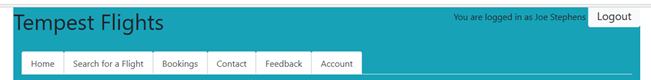 Tempest Flights
You are logged in as Joe Stephens Logout
Home Search for a Flight Bookings Contact Feedback Account